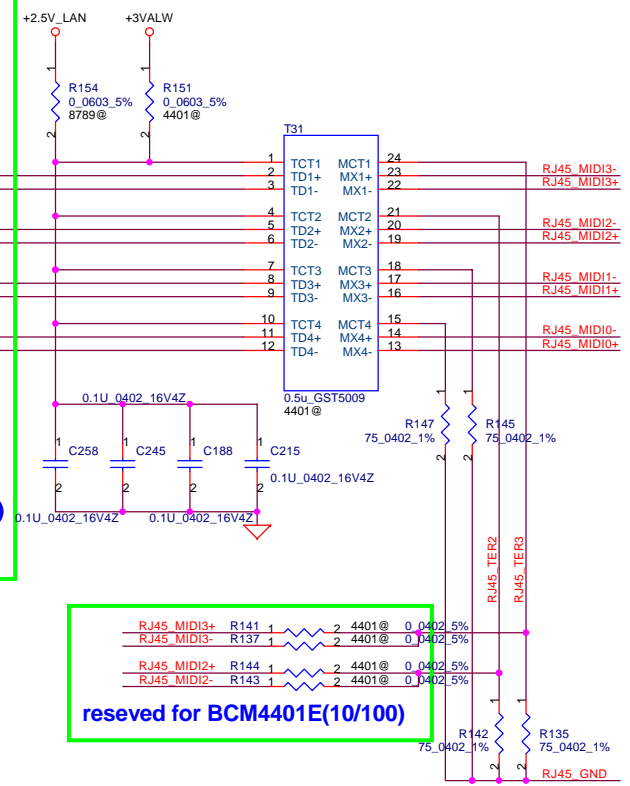 +2.5V_LAN
+3VALW
1
1
R154
0_0603_5%
8789@
R151
0_0603_5%
4401@
2
2
T31
1 TCT1 MCT1 24
2 TD1+ MX1+ 23 RJ45_MIDI3-
3 TD1- MX1- 22 RJ45_MIDI3+
4 TCT2 MCT2 21
5 TD2+ MX2+ 20 RJ45_MIDI2-
6 TD2- MX2- 19 RJ45_MIDI2+
7 TCT3 MCT3 18
8 TD3+ MX3+ 17 RJ45_MIDI1-
9 TD3- MX3- 16 RJ45_MIDI1+
10 TCT4 MCT4 15
11 TD4+ MX4+ 14 RJ45_MIDI0-
12 TD4- MX4- 13 RJ45_MIDI0+
0.5u_GST5009
4401@
0.1U_0402_16V4Z
1 C258
1 C245
1 C188
1 C215
2
2
2
2
0.1U_0402_16V4Z
0.1U_0402_16V4Z
0.1U_0402_16V4Z
1
1
R147
75_0402_1%
R145
75_0402_1%
2
2
RJ45_TER2
RJ45_TER3
RJ45_MIDI3+ R141 1 2 4401@ 0_0402_5%
RJ45_MIDI3- R137 1 2 4401@ 0_0402_5%
RJ45_MIDI2+ R144 1 2 4401@ 0_0402_5%
RJ45_MIDI2- R143 1 2 4401@ 0_0402_5%
reseved for BCM4401E(10/100)
1
1
R142
75_0402_1%
R135
75_0402_1%
2
2
RJ45_GND